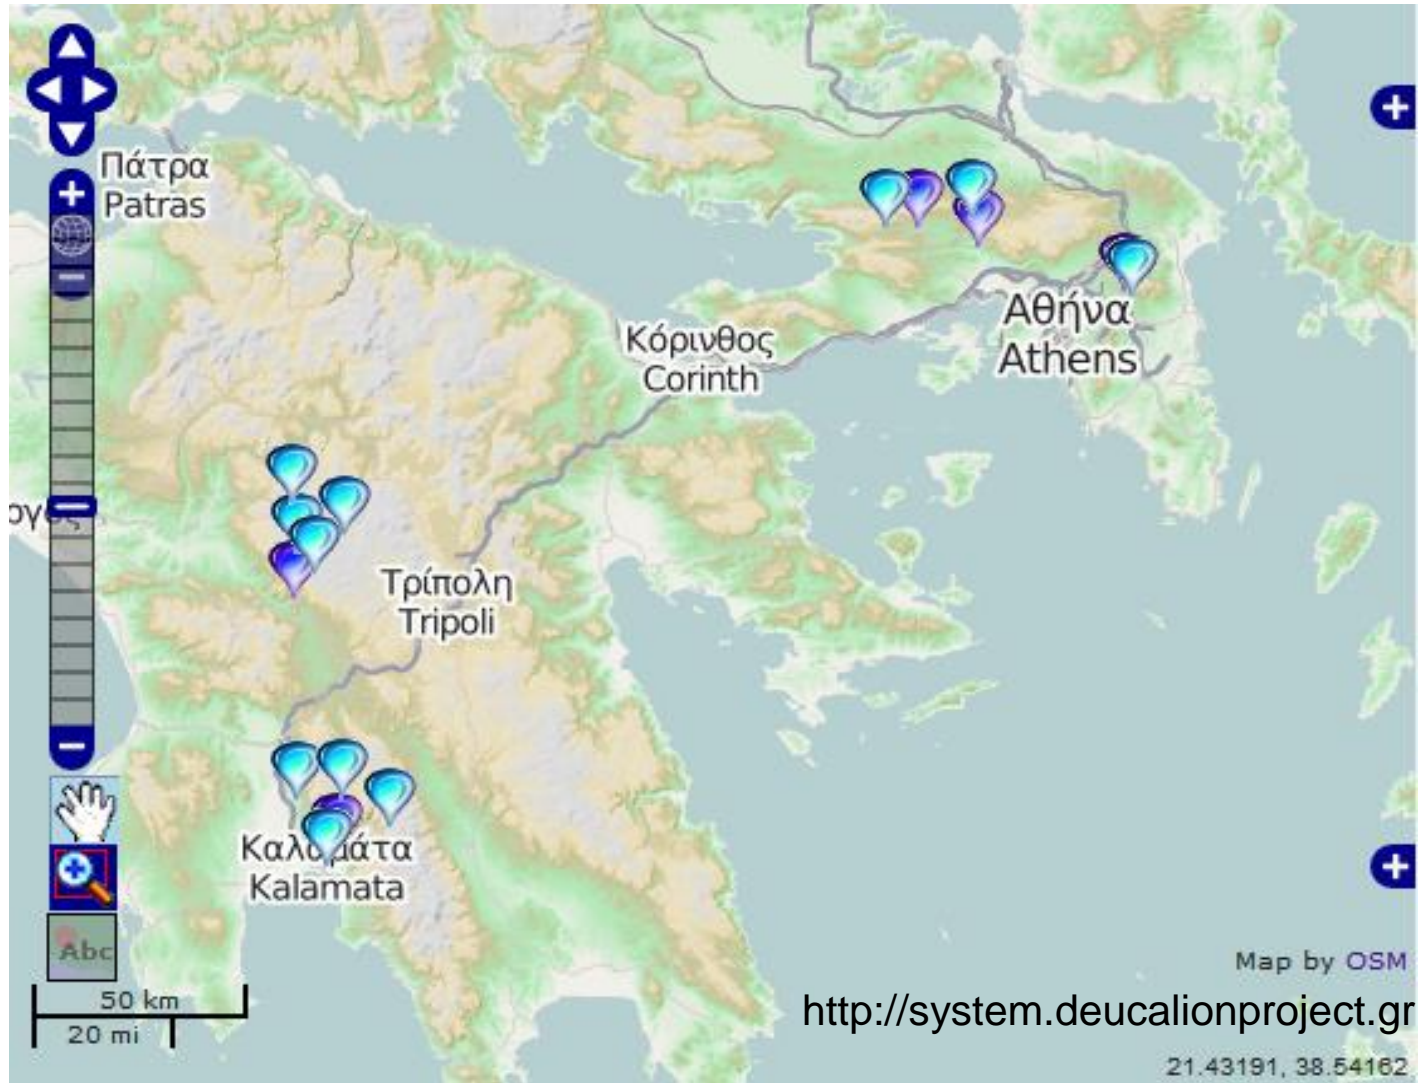 Πάτρα
Patras
Αθήνα
Athens
Κόρινθος
Corinth
Τρίπολη
Tripoli
Kalamata
Abc
50 km
20 mi
Map by OSM
http://system.deucalionproject.gr
21.43191, 38.54162